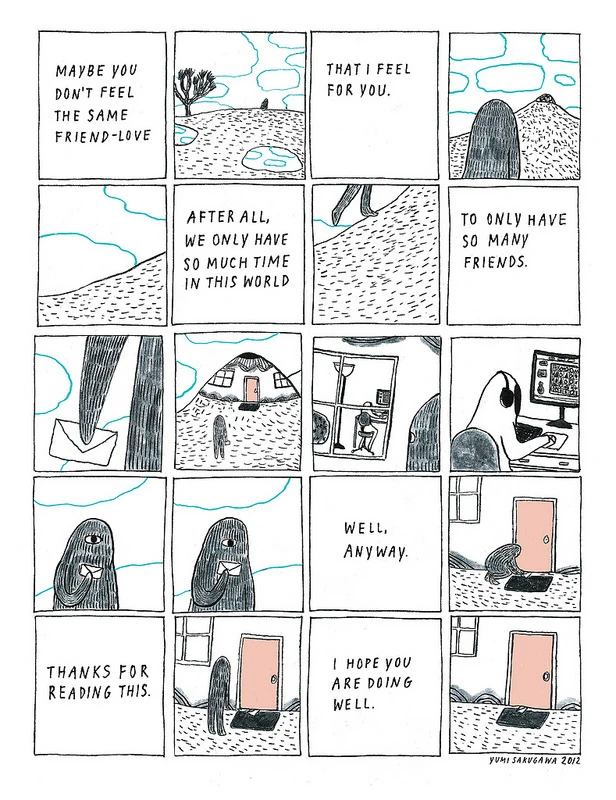 MAYBE YOU
DON'T FEEL
THE SAME
FRIEND-LOVE
THAT I FEEL
FOR YOU.
AFTER ALL,
WE ONLY HAVE
SO MUCH TIME
IN THIS WORLD
TO ONLY HAVE
SO MANY
FRIENDS.
WELL,
ANYWAY.
THANKS FOR
READING THIS.
I HOPE YOU
ARE DOING
WELL.
YUMI SAKUGAWA 2012